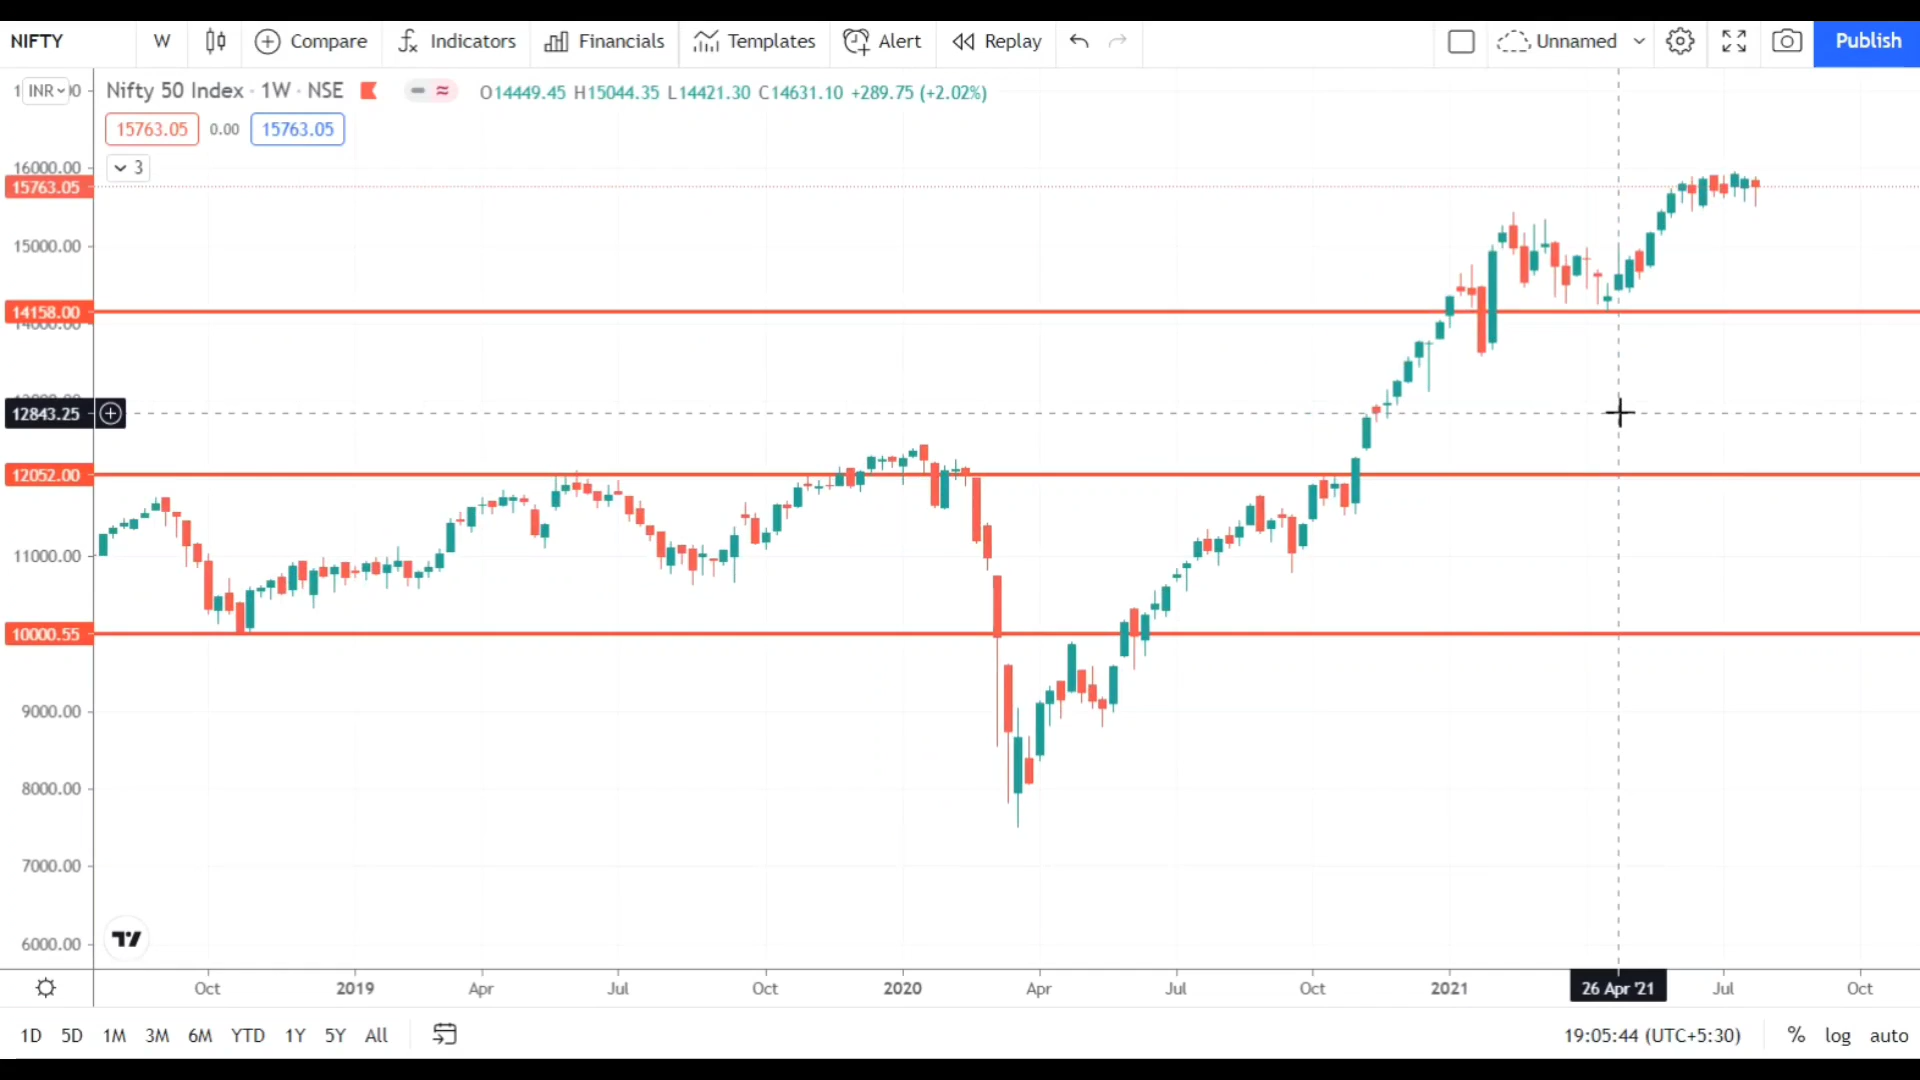 NIFTY W Compare Indicators Financials Templates Alert Replay Unnamed Publish
INR
Nifty 50 Index · 1W · NSE O14449.45 H15044.35 L14421.30 C14631.10 +289.75 (+2.02%)
15763.05 0.00 15763.05
3
16000.00
15763.05
15000.00
14158.00
14000.00
12843.25
12052.00
11000.00
10000.55
9000.00
8000.00
7000.00
6000.00
Oct 2019 Apr Jul Oct 2020 Apr Jul Oct 2021 26 Apr '21 Jul Oct
1D 5D 1M 3M 6M YTD 1Y 5Y All 19:05:44 (UTC+5:30) % log auto